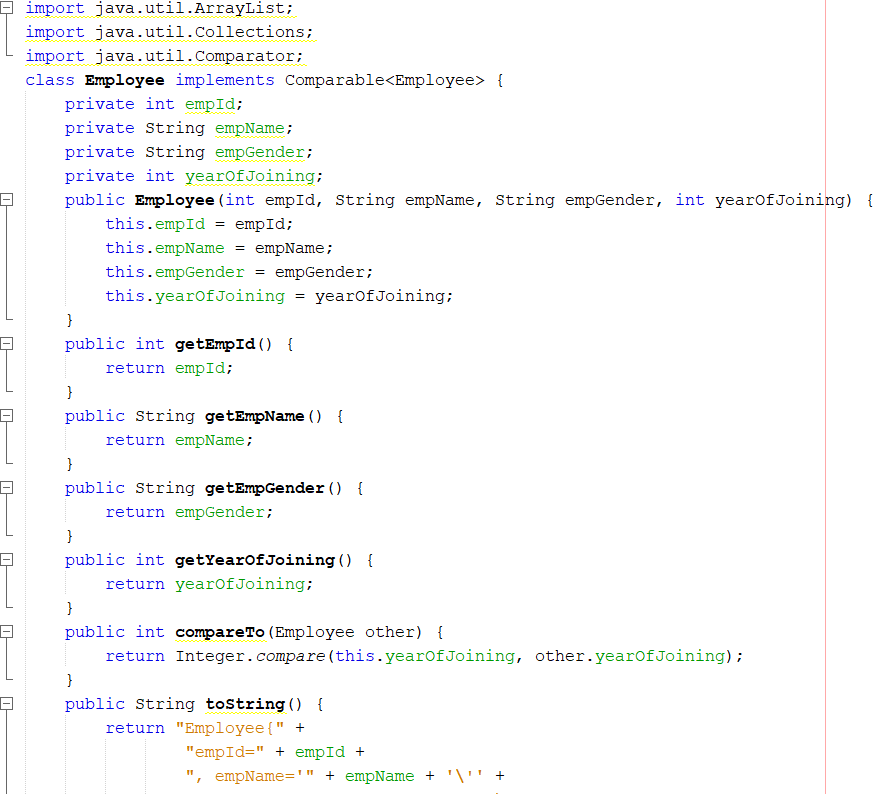 import java.util.ArrayList;
import java.util.Collections;
import java.util.Comparator;
class Employee implements Comparable<Employee> {
    private int empId;
    private String empName;
    private String empGender;
    private int yearOfJoining;
    public Employee(int empId, String empName, String empGender, int yearOfJoining) {
        this.empId = empId;
        this.empName = empName;
        this.empGender = empGender;
        this.yearOfJoining = yearOfJoining;
    }
    public int getEmpId() {
        return empId;
    }
    public String getEmpName() {
        return empName;
    }
    public String getEmpGender() {
        return empGender;
    }
    public int getYearOfJoining() {
        return yearOfJoining;
    }
    public int compareTo(Employee other) {
        return Integer.compare(this.yearOfJoining, other.yearOfJoining);
    }
    public String toString() {
        return "Employee{" +
                "empId=" + empId +
                ", empName='" + empName + '\'' +